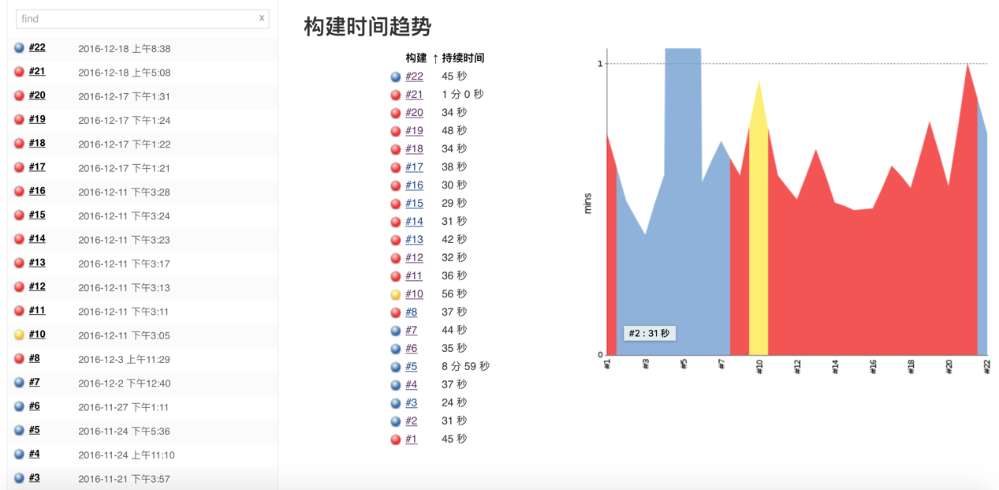 find x
#22 2016-12-18 上午8:38
#21 2016-12-18 上午5:08
#20 2016-12-17 下午1:31
#19 2016-12-17 下午1:24
#18 2016-12-17 下午1:22
#17 2016-12-17 下午1:21
#16 2016-12-11 下午3:28
#15 2016-12-11 下午3:24
#14 2016-12-11 下午3:23
#13 2016-12-11 下午3:17
#12 2016-12-11 下午3:13
#11 2016-12-11 下午3:11
#10 2016-12-11 下午3:05
#8 2016-12-3 上午11:29
#7 2016-12-2 下午12:40
#6 2016-11-27 下午1:11
#5 2016-11-24 下午5:36
#4 2016-11-24 上午11:10
#3 2016-11-21 下午3:57
构建时间趋势
构建 ↑ 持续时间
#22 45 秒
#21 1 分 0 秒
#20 34 秒
#19 48 秒
#18 34 秒
#17 38 秒
#16 30 秒
#15 29 秒
#14 31 秒
#13 42 秒
#12 32 秒
#11 36 秒
#10 56 秒
#8 37 秒
#7 44 秒
#6 35 秒
#5 8 分 59 秒
#4 37 秒
#3 24 秒
#2 31 秒
#1 45 秒
1
mins
#2 : 31 秒
0
#1 #3 #5 #7 #10 #12 #14 #16 #18 #20 #22